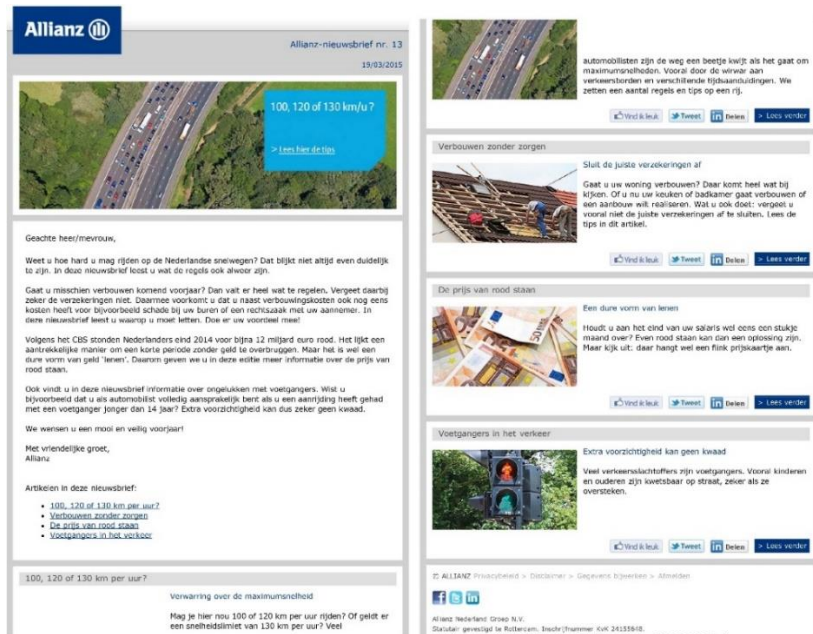 Allianz
Allianz-nieuwsbrief nr. 13
19/03/2015
100, 120 of 130 km/u?
> Lees hier de tips
Geachte heer/mevrouw,
Weet u hoe hard u mag rijden op de Nederlandse snelwegen? Dat blijkt niet altijd even duidelijk
te zijn. In deze nieuwsbrief leest u wat de regels ook alweer zijn.
Gaat u misschien verbouwen komend voorjaar? Dan valt er heel wat te regelen. Vergeet daarbij
zeker de verzekeringen niet. Daarmee voorkomt u dat u naast verbouwingskosten ook nog eens
kosten heeft voor bijvoorbeeld schade bij uw buren of een rechtszaak met uw aannemer. In
deze nieuwsbrief leest u waarop u moet letten. Doe er uw voordeel mee!
Volgens het CBS stonden Nederlanders eind 2014 voor bijna 12 miljard euro rood. Het lijkt een
aantrekkelijke manier om een korte periode zonder geld te overbruggen. Maar het is wel een
dure vorm van geld 'lenen'. Daarom geven we u in deze editie meer informatie over de prijs van
rood staan.
Ook vindt u in deze nieuwsbrief informatie over ongelukken met voetgangers. Wist u
bijvoorbeeld dat u als automobilist volledig aansprakelijk bent als u een aanrijding heeft gehad
met een voetganger jonger dan 14 jaar? Extra voorzichtigheid kan dus zeker geen kwaad.
We wensen u een mooi en veilig voorjaar!
Met vriendelijke groet,
Allianz
Artikelen in deze nieuwsbrief:
100, 120 of 130 km per uur?
Verbouwen zonder zorgen
De prijs van rood staan
Voetgangers in het verkeer
100, 120 of 130 km per uur?
Verwarring over de maximumsnelheid
Mag je hier nou 100 of 120 km per uur rijden? Of geldt er
een snelheidslimiet van 130 km per uur? Veel
automobilisten zijn de weg een beetje kwijt als het gaat om
maximumsnelheden. Vooral door de wirwar aan
verkeersborden en verschillende tijdsaanduidingen. We
zetten een aantal regels en tips op een rij.
Vind ik leuk Tweet in Delen > Lees verder
Verbouwen zonder zorgen
Sluit de juiste verzekeringen af
Gaat u uw woning verbouwen? Daar komt heel wat bij
kijken. Of u nu uw keuken of badkamer gaat verbouwen of
een aanbouw wilt realiseren. Wat u ook doet: vergeet u
vooral niet de juiste verzekeringen af te sluiten. Lees de
tips in dit artikel.
Vind ik leuk Tweet in Delen > Lees verder
De prijs van rood staan
Een dure vorm van lenen
Houdt u aan het eind van uw salaris wel eens een stukje
maand over? Even rood staan kan dan een oplossing zijn.
Maar kijk uit: daar hangt wel een flink prijskaartje aan.
Vind ik leuk Tweet in Delen > Lees verder
Voetgangers in het verkeer
Extra voorzichtigheid kan geen kwaad
Veel verkeersslachtoffers zijn voetgangers. Vooral kinderen
en ouderen zijn kwetsbaar op straat, zeker als ze
oversteken.
Vind ik leuk Tweet in Delen > Lees verder
© ALLIANZ Privacybeleid > Disclaimer > Gegevens bijwerken > Afmelden
Allianz Nederland Groep N.V.
Statutair gevestigd te Rotterdam. Inschrijfnummer KvK